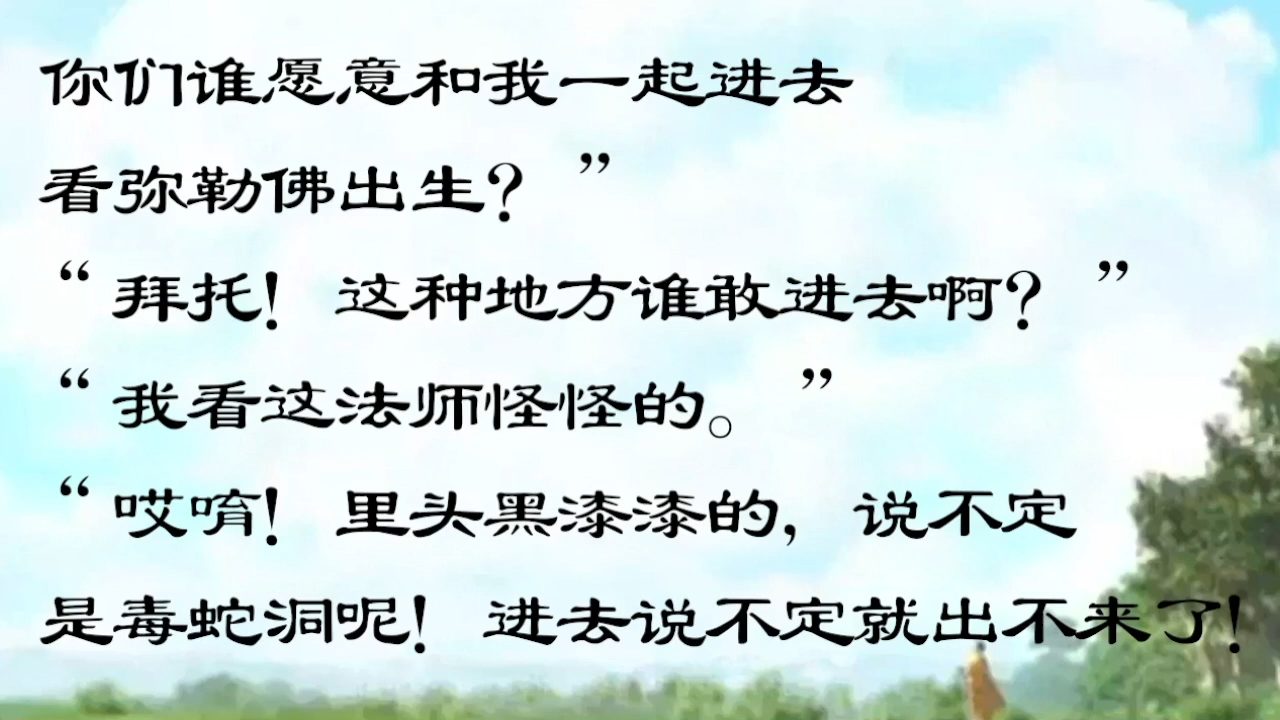 你们谁愿意和我一起进去
看弥勒佛出生？”
“拜托！这种地方谁敢进去啊？”
“我看这法师怪怪的。”
“哎唷！里头黑漆漆的，说不定
是毒蛇洞呢！进去说不定就出不来了！